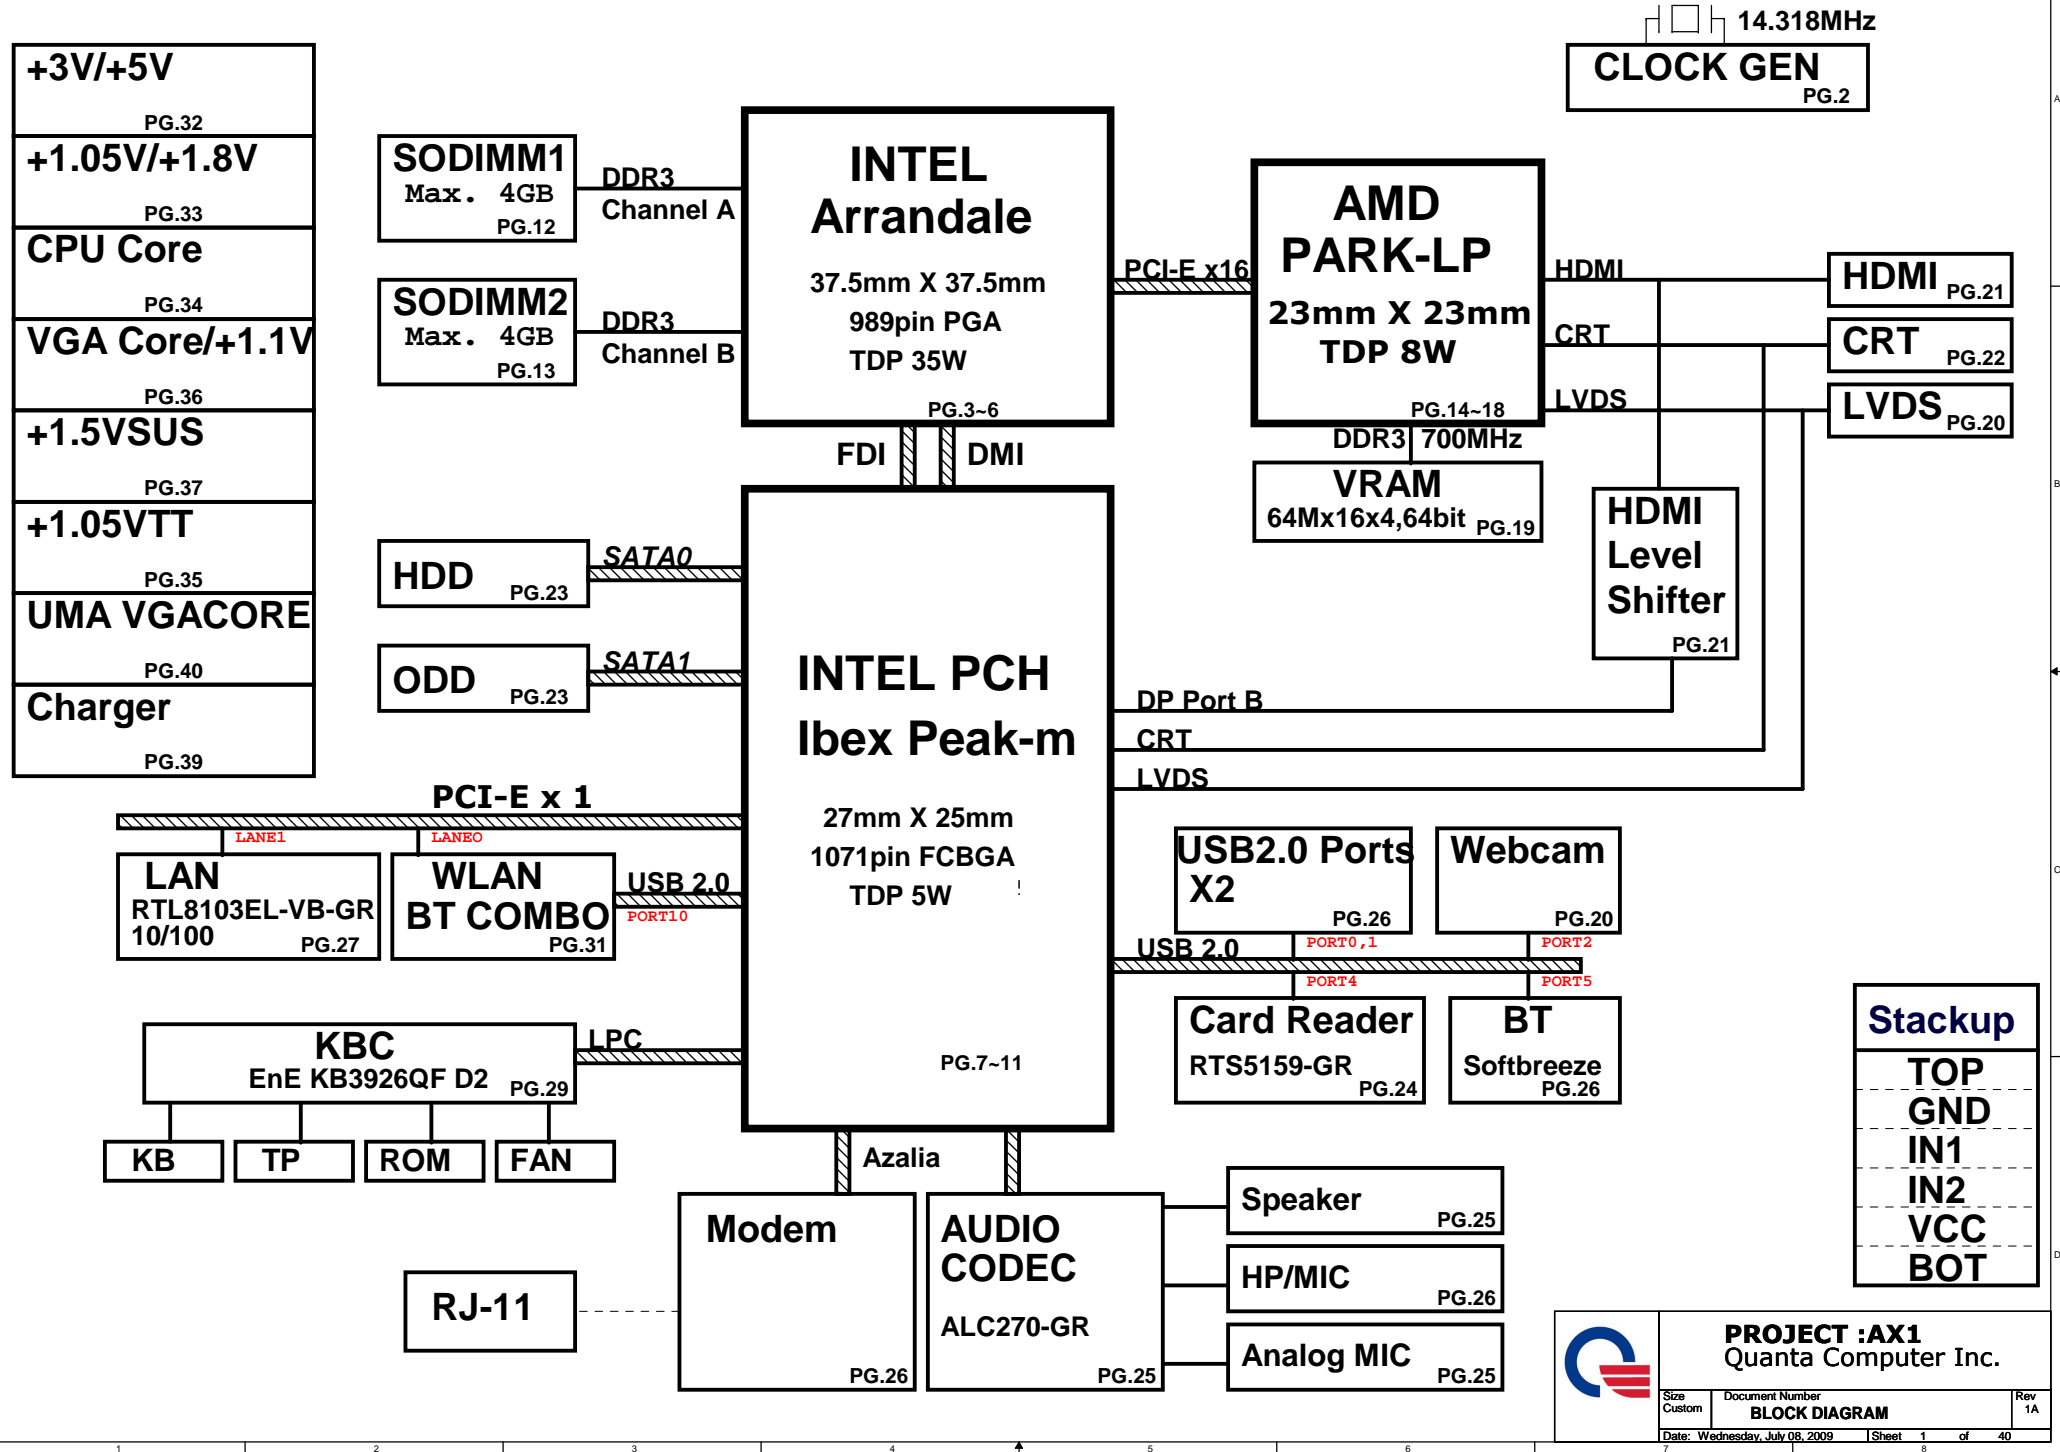 14.318MHz
CLOCK GEN
PG.2
+3V/+5V
PG.32
+1.05V/+1.8V
PG.33
CPU Core
PG.34
VGA Core/+1.1V
PG.36
+1.5VSUS
PG.37
+1.05VTT
PG.35
UMA VGACORE
PG.40
Charger
PG.39
SODIMM1
Max. 4GB
PG.12
DDR3
Channel A
SODIMM2
Max. 4GB
PG.13
DDR3
Channel B
INTEL
Arrandale
37.5mm X 37.5mm
989pin PGA
TDP 35W
PG.3~6
PCI-E x16
AMD
PARK-LP
23mm X 23mm
TDP 8W
PG.14~18
HDMI
CRT
LVDS
HDMI
PG.21
CRT
PG.22
LVDS
PG.20
DDR3
700MHz
VRAM
64Mx16x4,64bit
PG.19
HDMI
Level
Shifter
PG.21
FDI
DMI
HDD
PG.23
SATA0
ODD
PG.23
SATA1
INTEL PCH
Ibex Peak-m
27mm X 25mm
1071pin FCBGA
TDP 5W
!
PG.7~11
DP Port B
CRT
LVDS
PCI-E x 1
LANE1
LANE0
LAN
RTL8103EL-VB-GR
10/100
PG.27
WLAN
BT COMBO
PG.31
USB 2.0
PORT10
USB2.0 Ports
X2
PG.26
Webcam
PG.20
PORT0,1
PORT2
USB 2.0
PORT4
PORT5
Card Reader
RTS5159-GR
PG.24
BT
Softbreeze
PG.26
KBC
EnE KB3926QF D2
PG.29
LPC
KB
TP
ROM
FAN
Azalia
Modem
PG.26
RJ-11
AUDIO
CODEC
ALC270-GR
PG.25
Speaker
PG.25
HP/MIC
PG.26
Analog MIC
PG.25
Stackup
TOP
GND
IN1
IN2
VCC
BOT
PROJECT :AX1
Quanta Computer Inc.
Size
Custom
Document Number
BLOCK DIAGRAM
Rev
1A
Date: Wednesday, July 08, 2009
Sheet 1 of 40
A
B
C
D
1 2 3 4 5 6 7 8